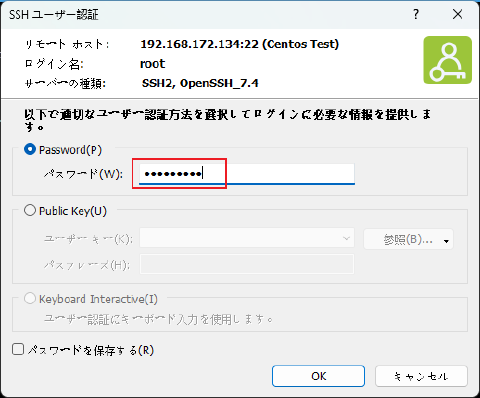 SSH ユーザー認証
リモート ホスト: 192.168.172.134:22 (Centos Test)
ログイン名: root
サーバーの種類: SSH2, OpenSSH_7.4
以下で適切なユーザー認証方法を選択してログインに必要な情報を提供しま
す。
Password(P)
パスワード(W): •••••••••
Public Key(U)
ユーザー キー(K): 参照(B)...
パスフレーズ(H):
Keyboard Interactive(I)
ユーザー認証にキーボード入力を使用します。
パスワードを保存する(R)
OK キャンセル